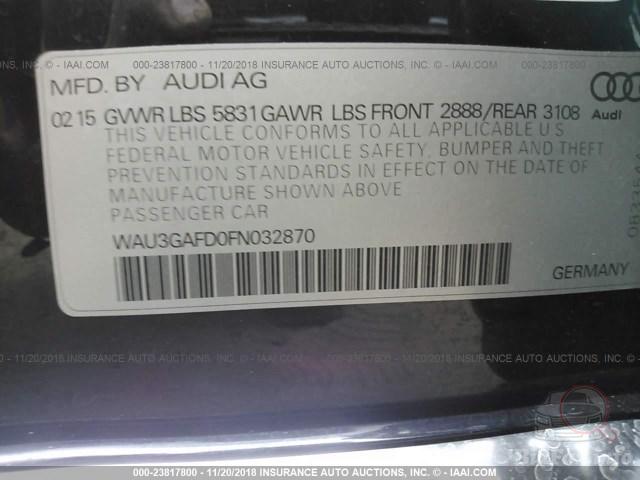 000-23817800 - 11/20/2018 INSURANCE AUTO AUCTIONS - IAAI.COM
MFD. BY AUDI AG
02 15 GVWR LBS 5831 GAWR LBS FRONT 2888/REAR 3108
Audi
THIS VEHICLE CONFORMS TO ALL APPLICABLE U S
FEDERAL MOTOR VEHICLE SAFETY, BUMPER AND THEFT
PREVENTION STANDARDS IN EFFECT ON THE DATE OF
MANUFACTURE SHOWN ABOVE
PASSENGER CAR
WAU3GAFD0FN032870
GERMANY
000-23817800 - 11/20/2018 INSURANCE AUTO AUCTIONS - IAAI.COM
000-23817800 - 11/20/2018 INSURANCE AUTO AUCTIONS - IAAI.COM